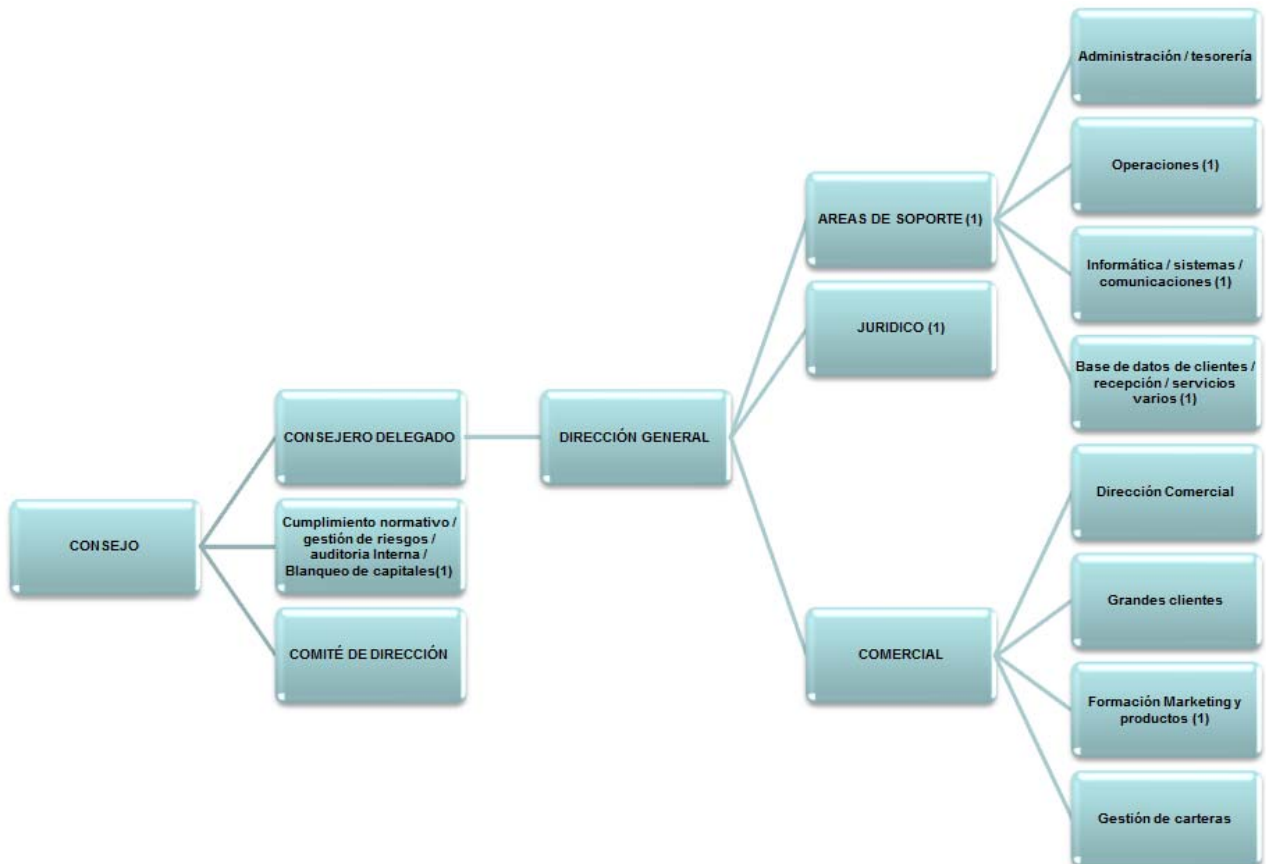 CONSEJO
CONSEJERO DELEGADO
Cumplimiento normativo /
gestión de riesgos /
auditoria Interna /
Blanqueo de capitales(1)
COMITÉ DE DIRECCIÓN
DIRECCIÓN GENERAL
AREAS DE SOPORTE (1)
JURIDICO (1)
COMERCIAL
Administración / tesorería
Operaciones (1)
Informática / sistemas /
comunicaciones (1)
Base de datos de clientes /
recepción / servicios
varios (1)
Dirección Comercial
Grandes clientes
Formación Marketing y
productos (1)
Gestión de carteras